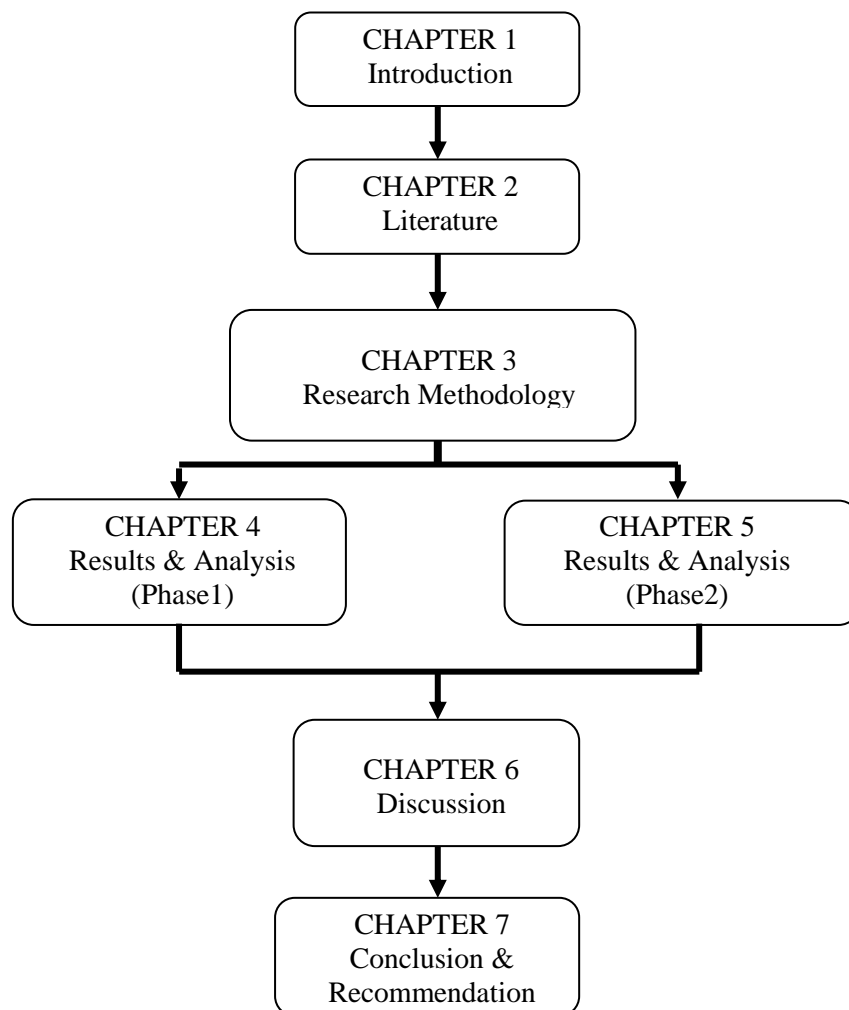 CHAPTER 1
Introduction
CHAPTER 2
Literature
CHAPTER 3
Research Methodology
CHAPTER 4
Results & Analysis
(Phase1)
CHAPTER 5
Results & Analysis
(Phase2)
CHAPTER 6
Discussion
CHAPTER 7
Conclusion &
Recommendation